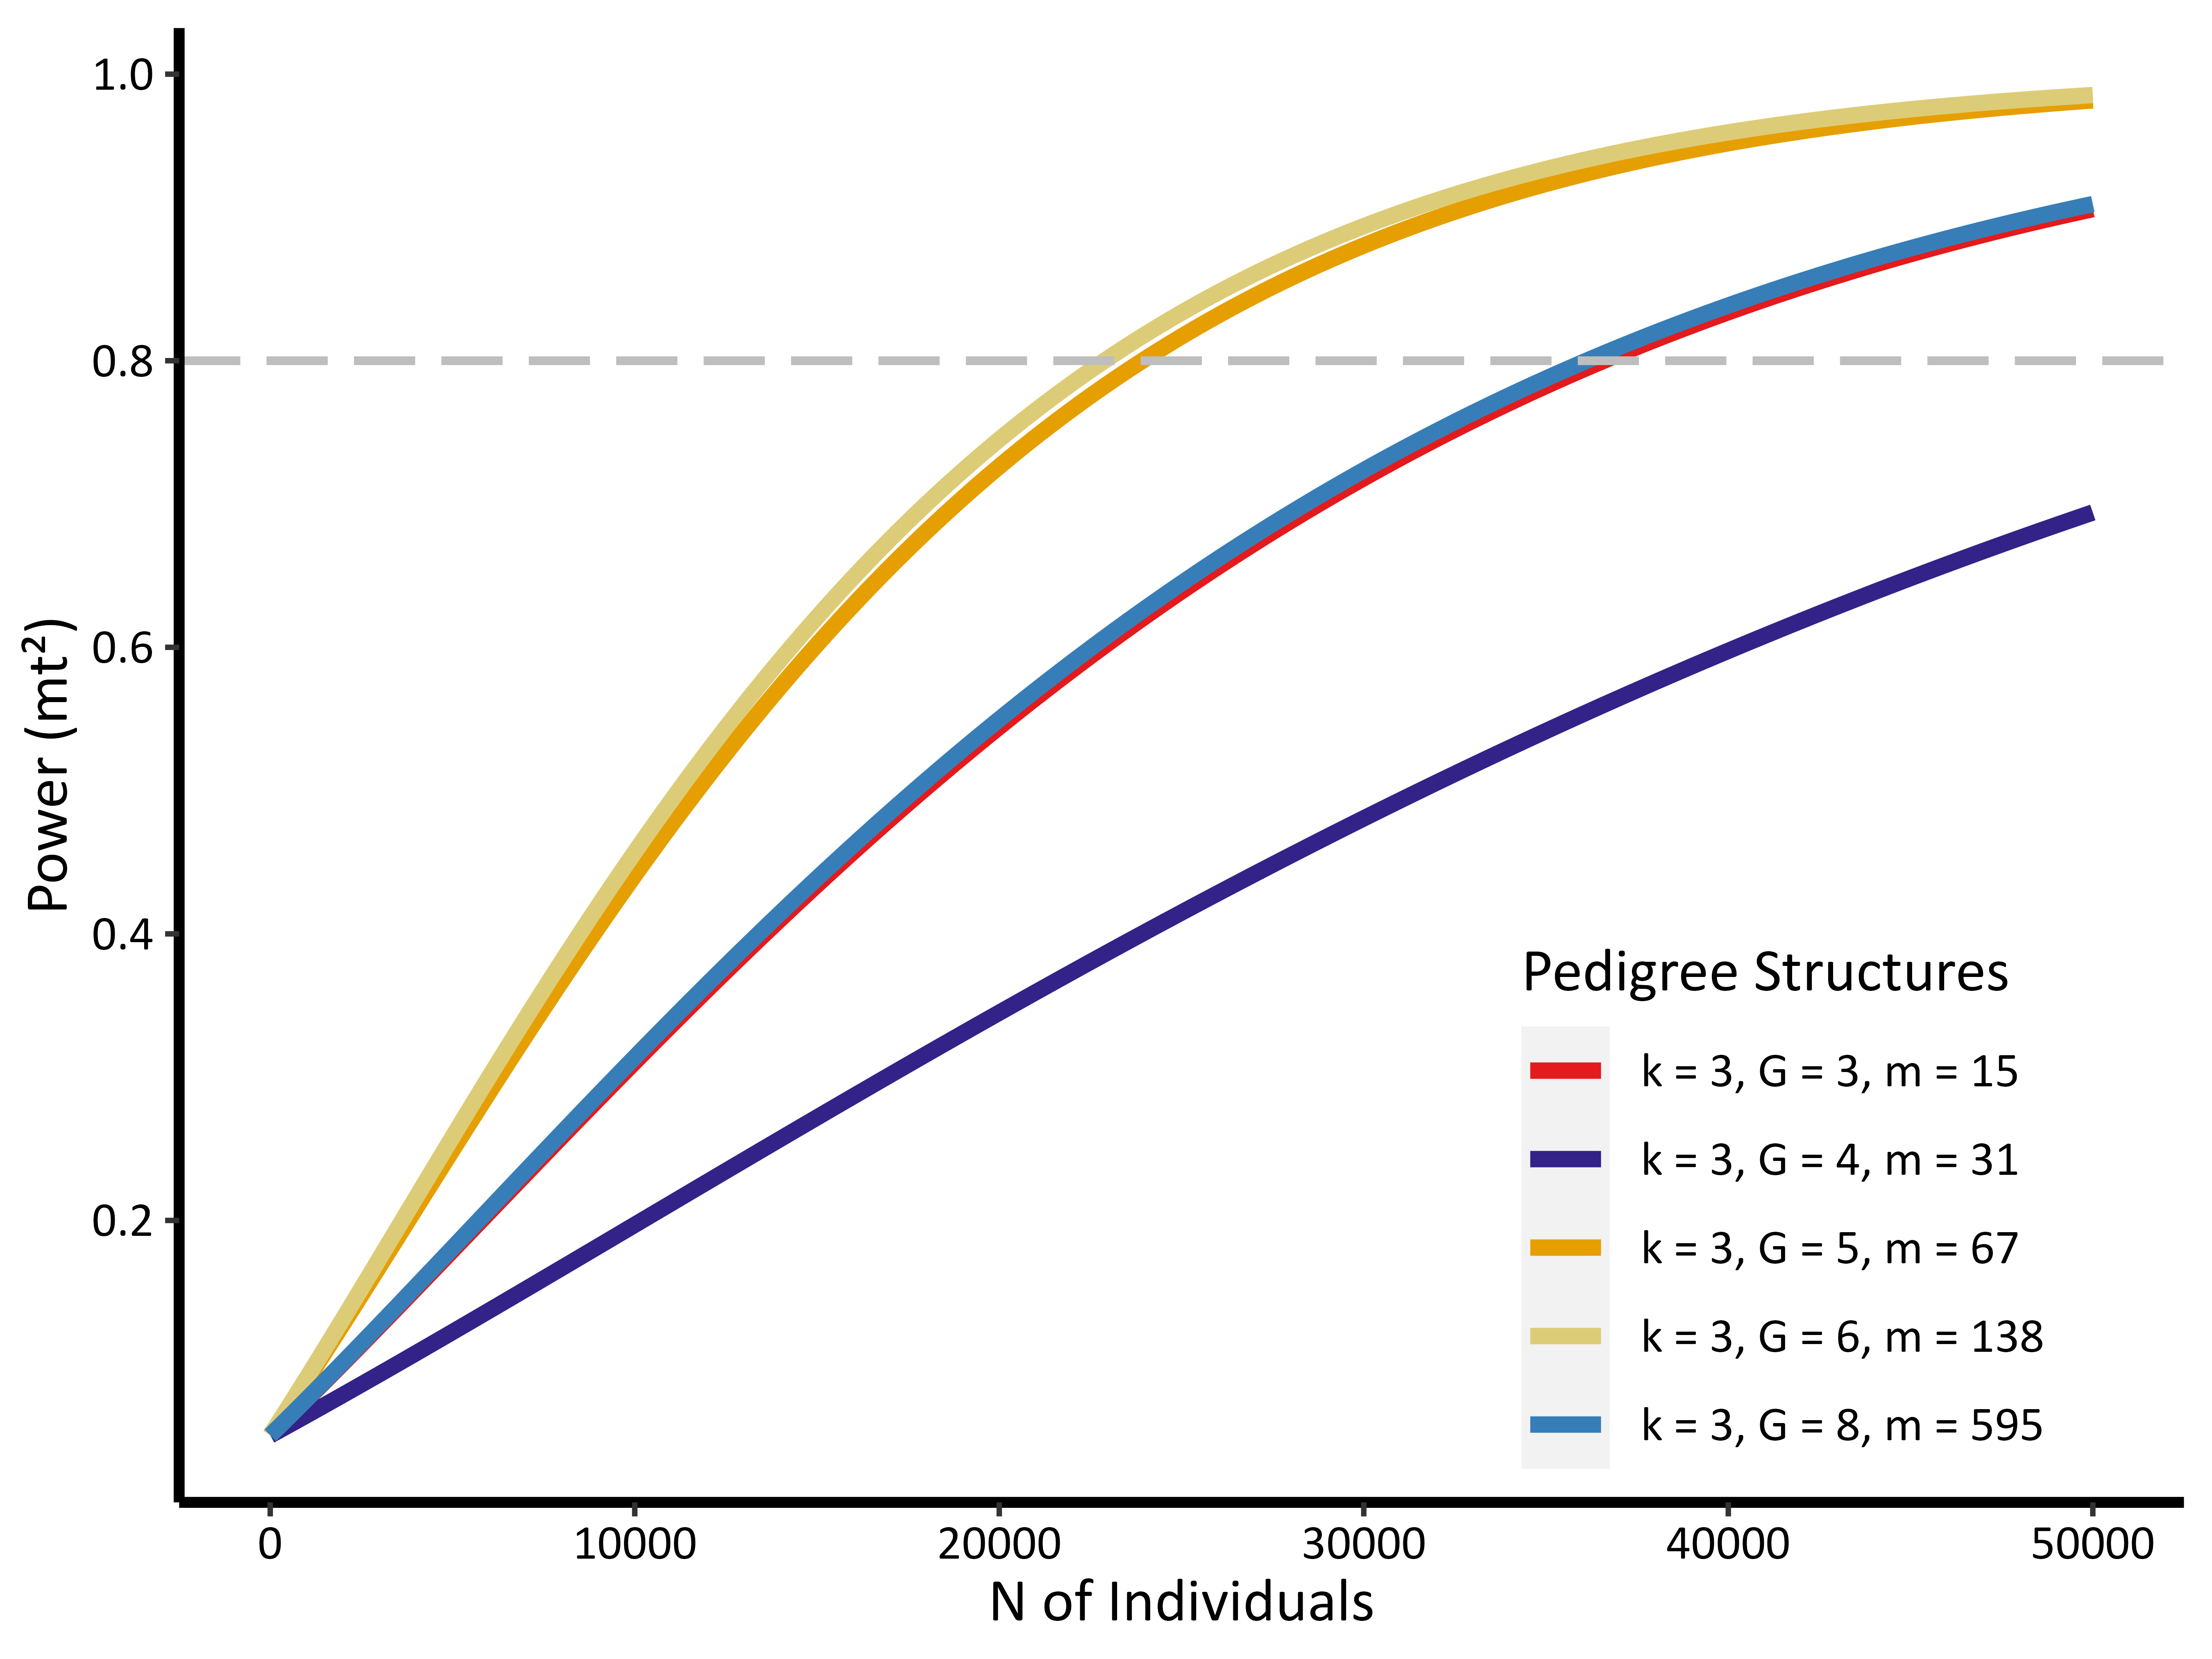 1.0
0.8
0.6
0.4
0.2
Power (mt²)
Pedigree Structures
k = 3, G = 3, m = 15
k = 3, G = 4, m = 31
k = 3, G = 5, m = 67
k = 3, G = 6, m = 138
k = 3, G = 8, m = 595
0 10000 20000 30000 40000 50000
N of Individuals